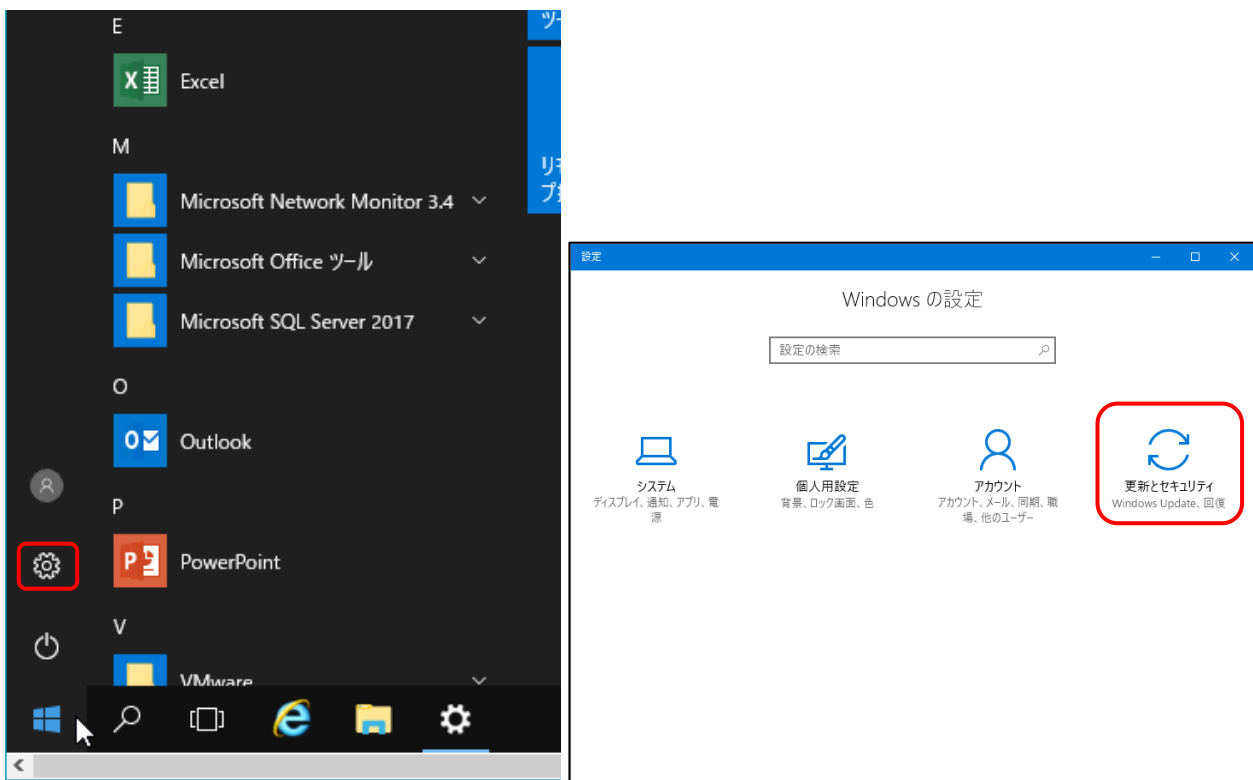 E
Excel
M
Microsoft Network Monitor 3.4
Microsoft Office ツール
Microsoft SQL Server 2017
O
Outlook
P
PowerPoint
V
VMware
設定
Windows の設定
設定の検索
システム
ディスプレイ、通知、アプリ、電
源
個人用設定
背景、ロック画面、色
アカウント
アカウント、メール、同期、職
場、他のユーザー
更新とセキュリティ
Windows Update、回復